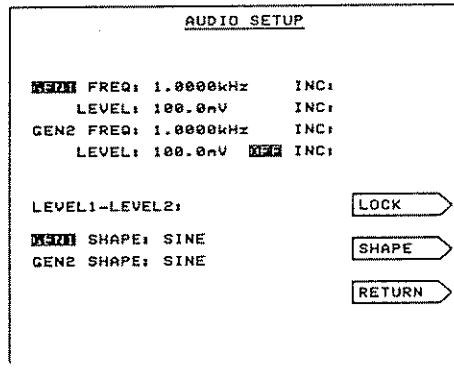 AUDIO SETUP
GEN1 FREQ: 1.0000kHz INC:
LEVEL: 100.0mV INC:
GEN2 FREQ: 1.0000kHz INC:
LEVEL: 100.0mV OFF INC:
LEVEL1-LEVEL2:
LOCK
GEN1 SHAPE: SINE
SHAPE
GEN2 SHAPE: SINE
RETURN